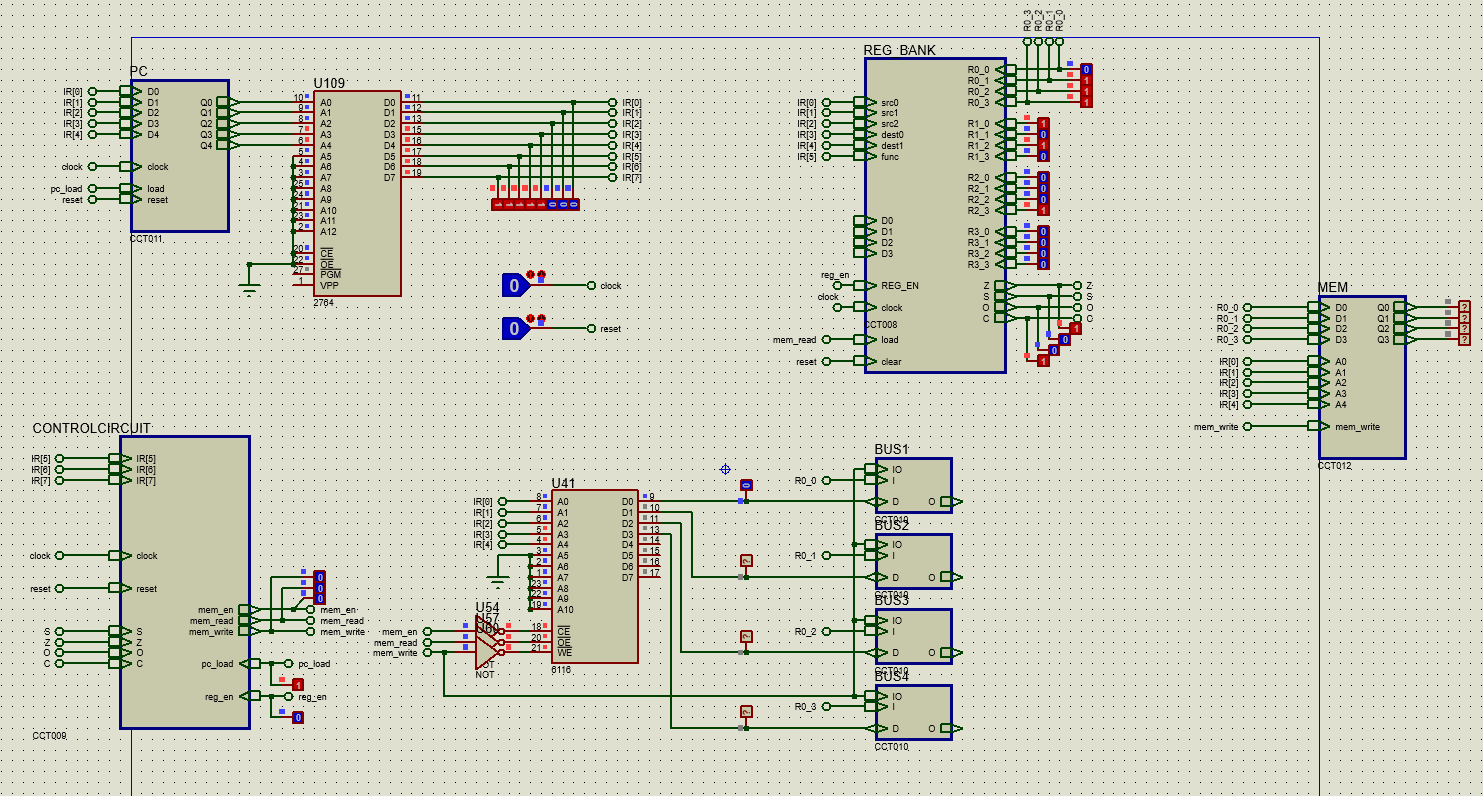 R0_3
R0_2
R0_1
R0_0
PC
IR[0] D0
IR[1] D1 Q0
IR[2] D2 Q1
IR[3] D3 Q2
IR[4] D4 Q3
Q4
clock clock
pc_load load
reset reset
CCT011
U109
10 A0 D0 11 IR[0]
9 A1 D1 12 IR[1]
8 A2 D2 13 IR[2]
7 A3 D3 15 IR[3]
6 A4 D4 16 IR[4]
5 A5 D5 17 IR[5]
4 A6 D6 18 IR[6]
3 A7 D7 19 IR[7]
25 A8
24 A9
21 A10
23 A11
2 A12
20 CE
22 OE
27 PGM
1 VPP
2764
1 1 1 1 1 0 0 0
0 clock
0 reset
REG_BANK
IR[0] src0
IR[1] src1
IR[2] src2
IR[3] dest0
IR[4] dest1
IR[5] func
D0
D1
D2
D3
reg_en
REG_EN
clock
clock
CCT008
mem_read load
reset clear
R0_0 0
R0_1 1
R0_2 1
R0_3 1
R1_0 1
R1_1 0
R1_2 1
R1_3 0
R2_0 0
R2_1 0
R2_2 0
R2_3 1
R3_0 0
R3_1 0
R3_2 0
R3_3 0
Z Z
S S
O O
C C
1
0
0
1
MEM
R0_0 D0 Q0 ?
R0_1 D1 Q1 ?
R0_2 D2 Q2 ?
R0_3 D3 Q3 ?
IR[0] A0
IR[1] A1
IR[2] A2
IR[3] A3
IR[4] A4
mem_write mem_write
CCT012
CONTROLCIRCUIT
IR[5] IR[5]
IR[6] IR[6]
IR[7] IR[7]
clock clock
reset reset
0
0
0
mem_en mem_en
mem_read mem_read
mem_write mem_write
S S
Z Z
O O
C C
pc_load pc_load
1
reg_en reg_en
0
CCT009
U41
IR[0] 8 A0 D0 9
IR[1] 7 A1 D1 10
IR[2] 6 A2 D2 11
IR[3] 5 A3 D3 13
IR[4] 4 A4 D4 14
3 A5 D5 15
2 A6 D6 16
1 A7 D7 17
23 A8
22 A9
19 A10
U54
U57
mem_en 18 CE
mem_read 20 OE
mem_write 21 WE
NOT
NOT
6116
0
?
?
?
BUS1
IO
R0_0 I
D O
CCT010
BUS2
IO
R0_1 I
D O
CCT010
BUS3
IO
R0_2 I
D O
CCT010
BUS4
IO
R0_3 I
D O
CCT010